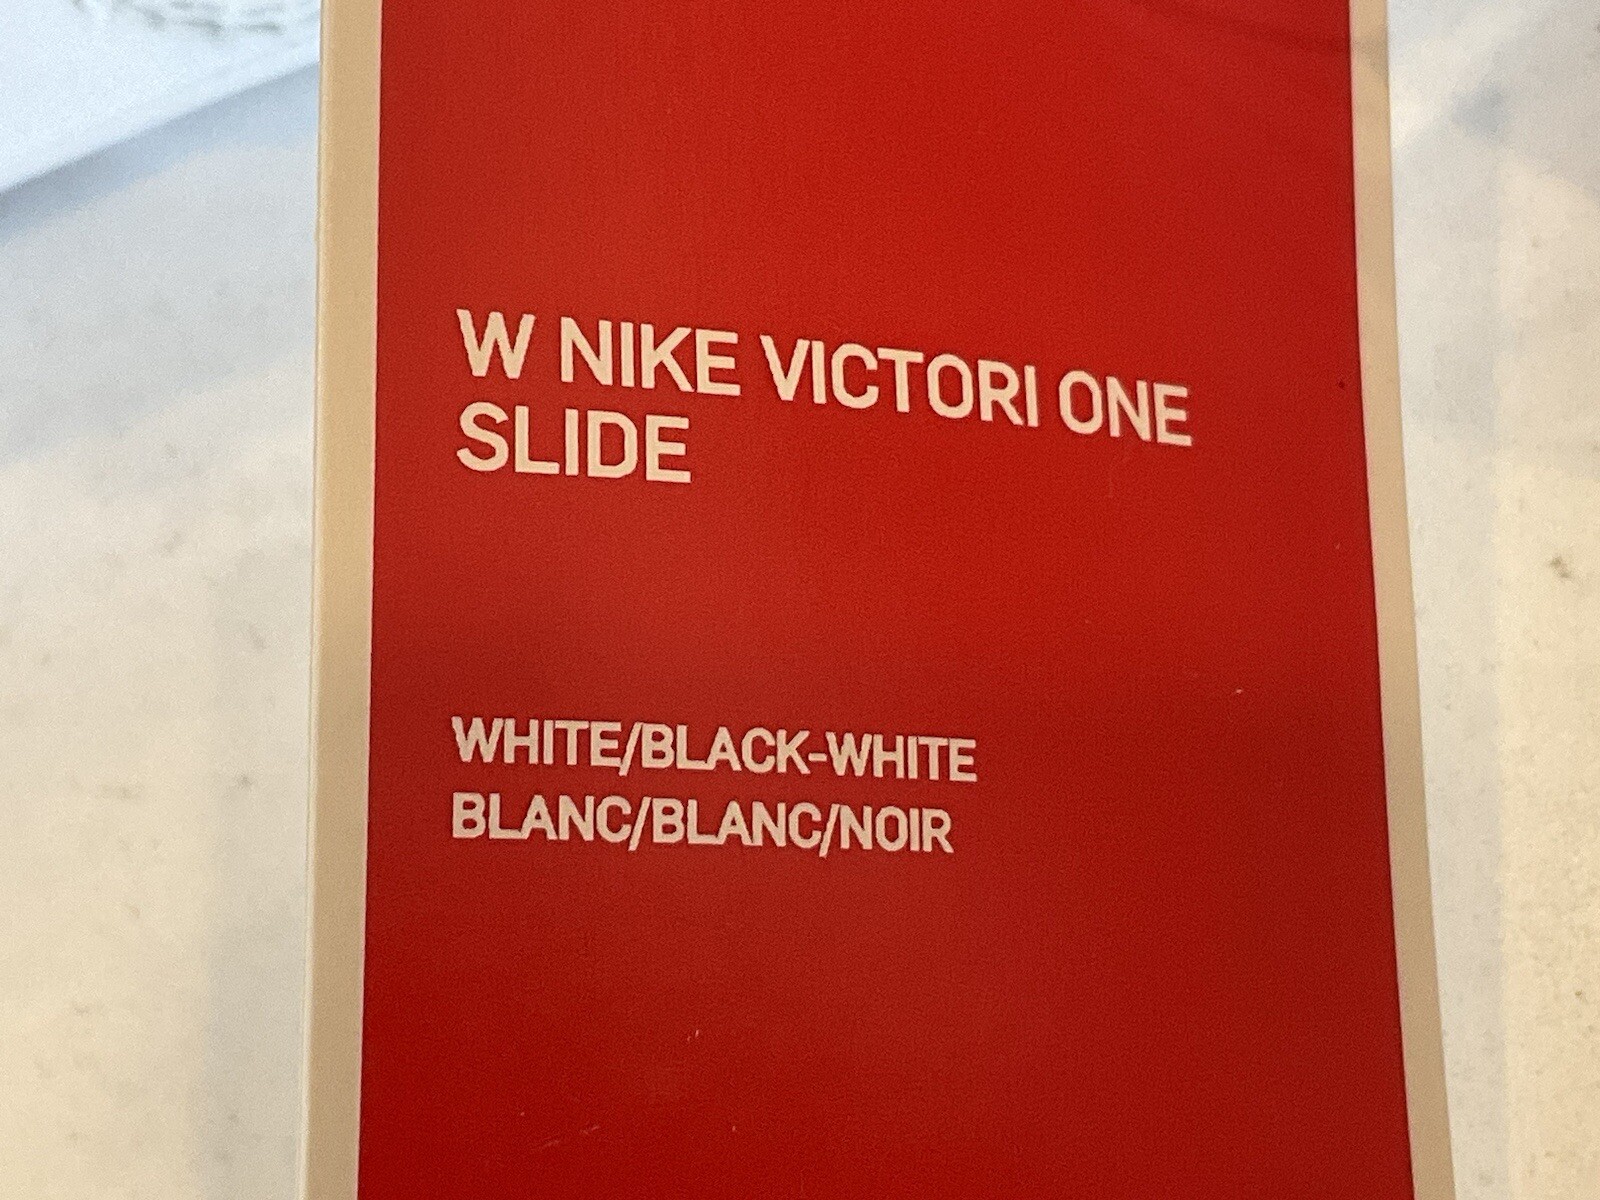 W NIKE VICTORI ONE
SLIDE
WHITE/BLACK-WHITE
BLANC/BLANC/NOIR